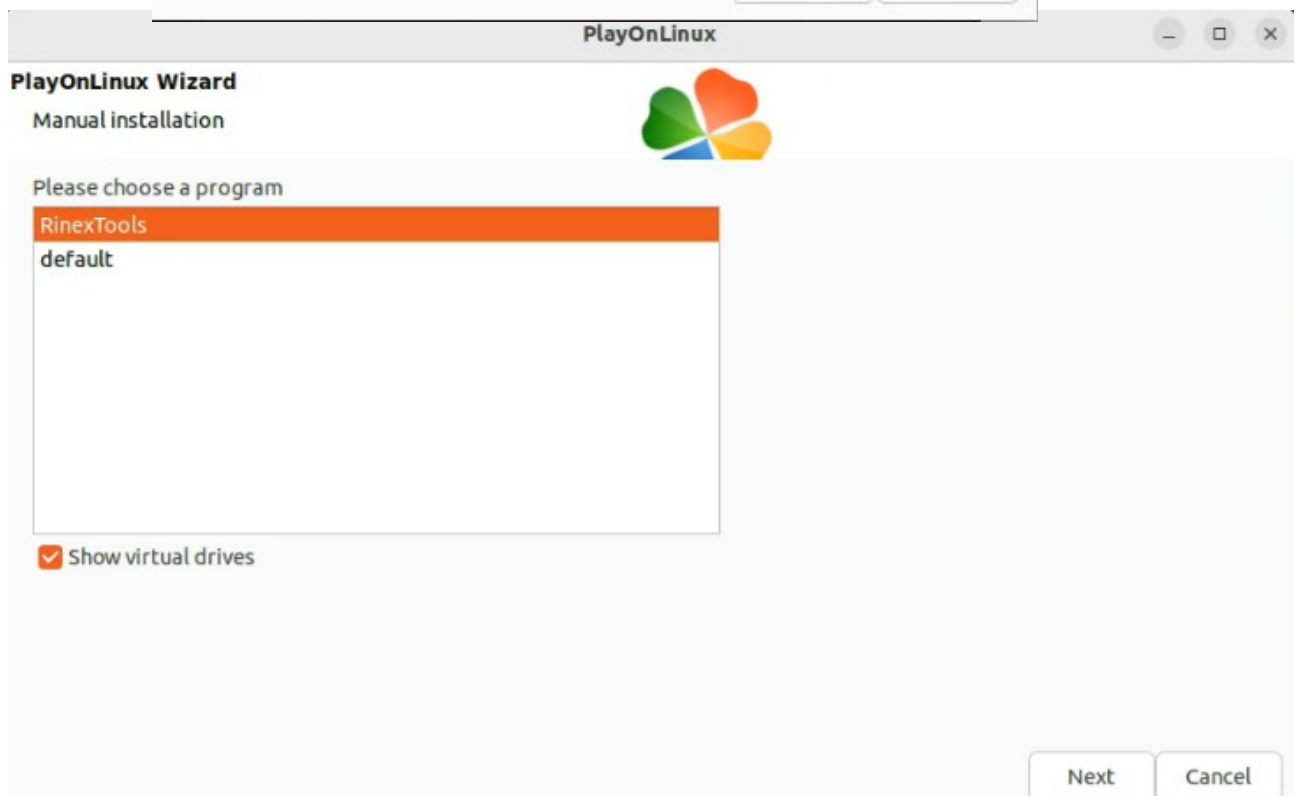 PlayOnLinux
PlayOnLinux Wizard
Manual installation
Please choose a program
RinexTools
default
Show virtual drives
Next
Cancel